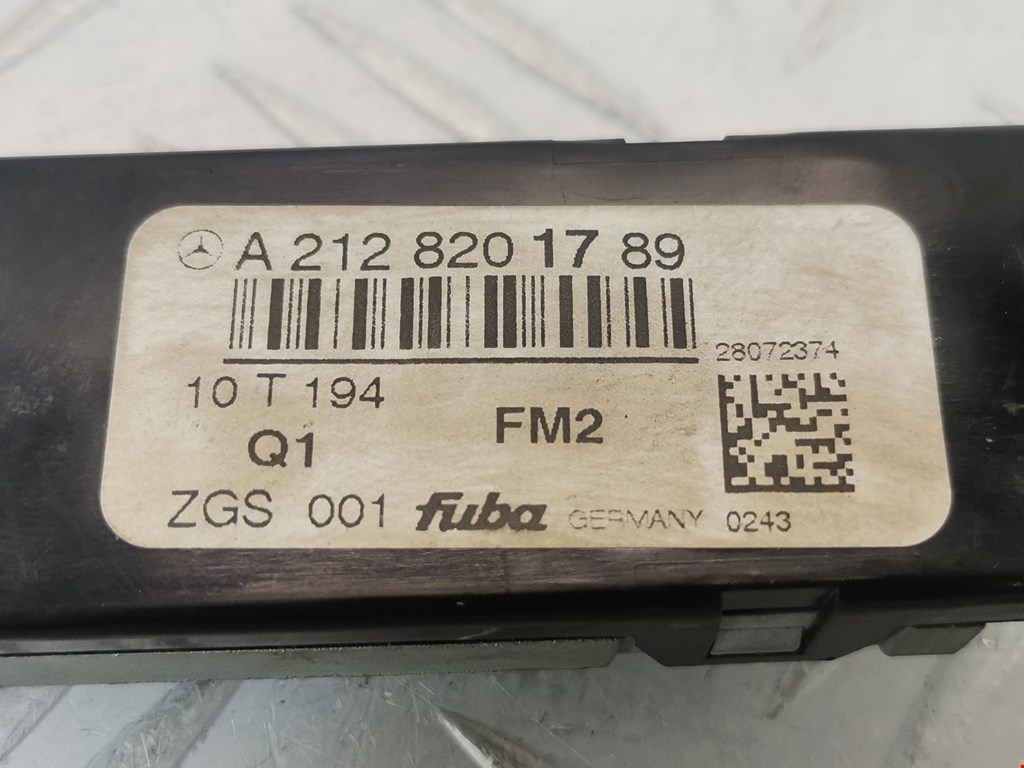 A 212 820 17 89
28072374
10 T 194
FM2
Q1
ZGS 001 fuba GERMANY 0243